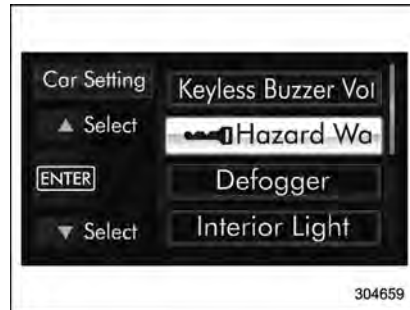 Car Setting
Keyless Buzzer Vol
▲ Select
Hazard Wa
ENTER
Defogger
▼ Select
Interior Light
304659